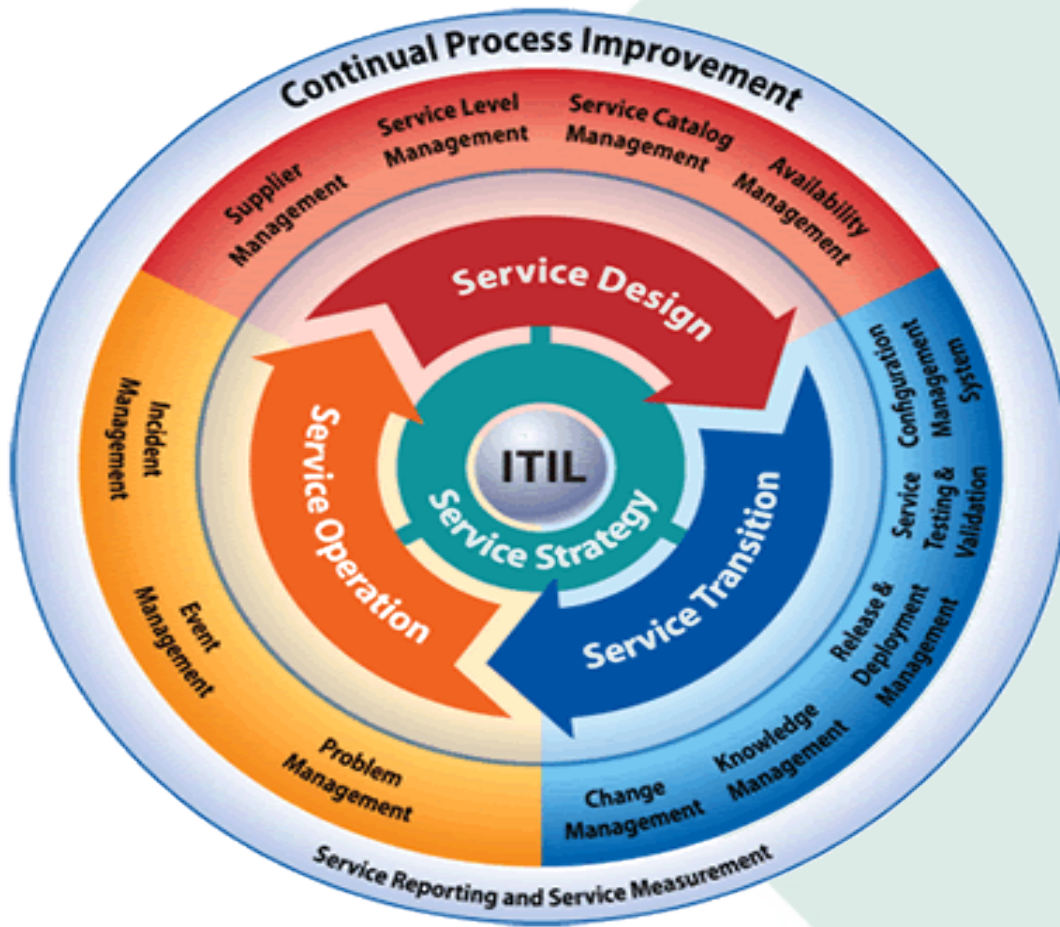 Continual Process Improvement
Supplier
Management
Service Level
Management
Service Catalog
Management
Availability
Management
Configuration
Management
System
Service
Testing &
Validation
Release &
Deployment
Management
Knowledge
Management
Change
Management
Problem
Management
Event
Management
Incident
Management
Service Design
Service Transition
Service Operation
Service Strategy
ITIL
Service Reporting and Service Measurement